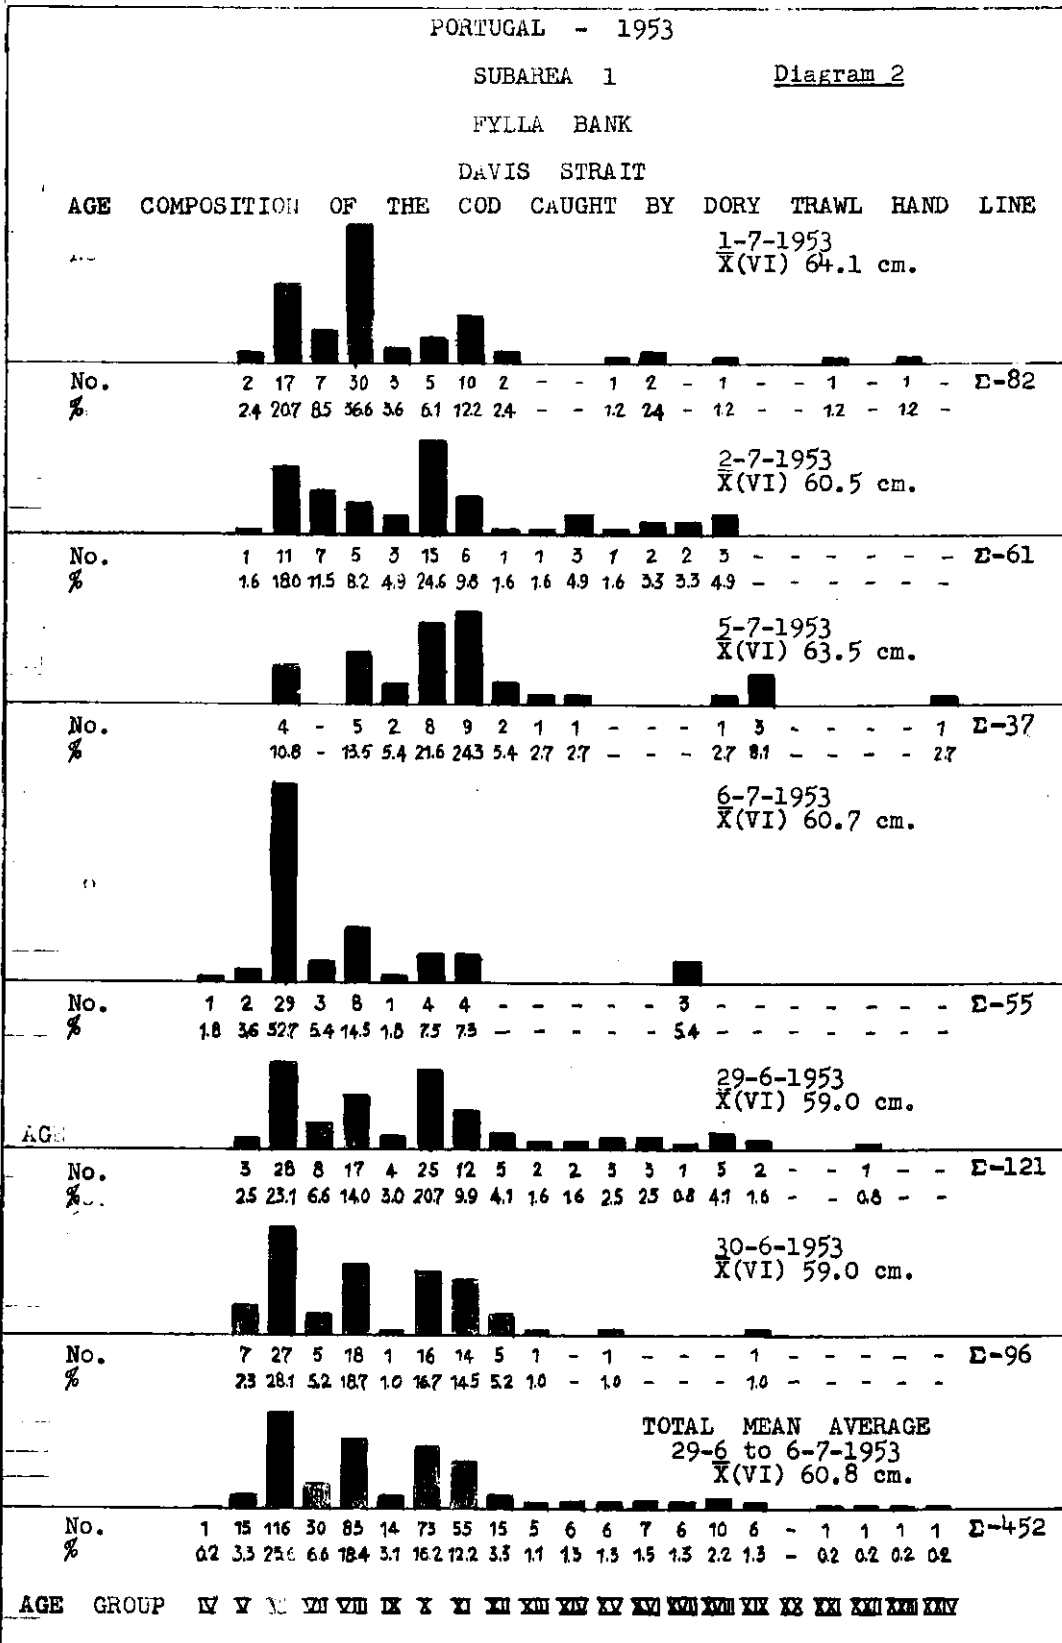 PORTUGAL - 1953
SUBAREA 1 Diagram 2
FYLLA BANK
DAVIS STRAIT
AGE COMPOSITION OF THE COD CAUGHT BY DORY TRAWL HAND LINE
1-7-1953
X̄(VI) 64.1 cm.
No. 2 17 7 30 3 5 10 2 - - 1 2 - 1 - - 1 - 1 - Σ-82
% 2.4 20.7 8.5 36.6 3.6 6.1 12.2 2.4 - - 1.2 2.4 - 1.2 - - 1.2 - 1.2 -
2-7-1953
X̄(VI) 60.5 cm.
No. 1 11 7 5 3 15 6 1 1 3 1 2 2 3 - - - - - - Σ-61
% 1.6 18.0 11.5 8.2 4.9 24.6 9.8 1.6 1.6 4.9 1.6 3.3 3.3 4.9 - - - - - -
5-7-1953
X̄(VI) 63.5 cm.
No. 4 - 5 2 8 9 2 1 1 - - - 1 3 - - - - 1 Σ-37
% 10.8 - 13.5 5.4 21.6 24.3 5.4 2.7 2.7 - - - 2.7 8.1 - - - - 2.7
6-7-1953
X̄(VI) 60.7 cm.
No. 1 2 29 3 8 1 4 4 - - - - - 3 - - - - - - - Σ-55
% 1.8 3.6 52.7 5.4 14.5 1.8 7.3 7.3 - - - - - 5.4 - - - - - - -
29-6-1953
X̄(VI) 59.0 cm.
AGE
No. 3 28 8 17 4 25 12 5 2 2 3 3 1 5 2 - - 1 - - Σ-121
% 2.5 23.1 6.6 14.0 3.0 20.7 9.9 4.1 1.6 1.6 2.5 2.5 0.8 4.1 1.6 - - 0.8 - -
30-6-1953
X̄(VI) 59.0 cm.
No. 7 27 5 18 1 16 14 5 1 - 1 - - - 1 - - - - - Σ-96
% 7.3 28.1 5.2 18.7 1.0 16.7 14.5 5.2 1.0 - 1.0 - - - 1.0 - - - - -
TOTAL MEAN AVERAGE
29-6 to 6-7-1953
X̄(VI) 60.8 cm.
No. 1 15 116 30 83 14 73 55 15 5 6 6 7 6 10 6 - 1 1 1 1 Σ-452
% 0.2 3.3 25.6 6.6 18.4 3.1 16.2 12.2 3.3 1.1 1.3 1.3 1.5 1.3 2.2 1.3 - 0.2 0.2 0.2 0.2
AGE GROUP IV V VI VII VIII IX X XI XII XIII XIV XV XVI XVII XVIII XIX XX XXI XXII XXIII XXIV